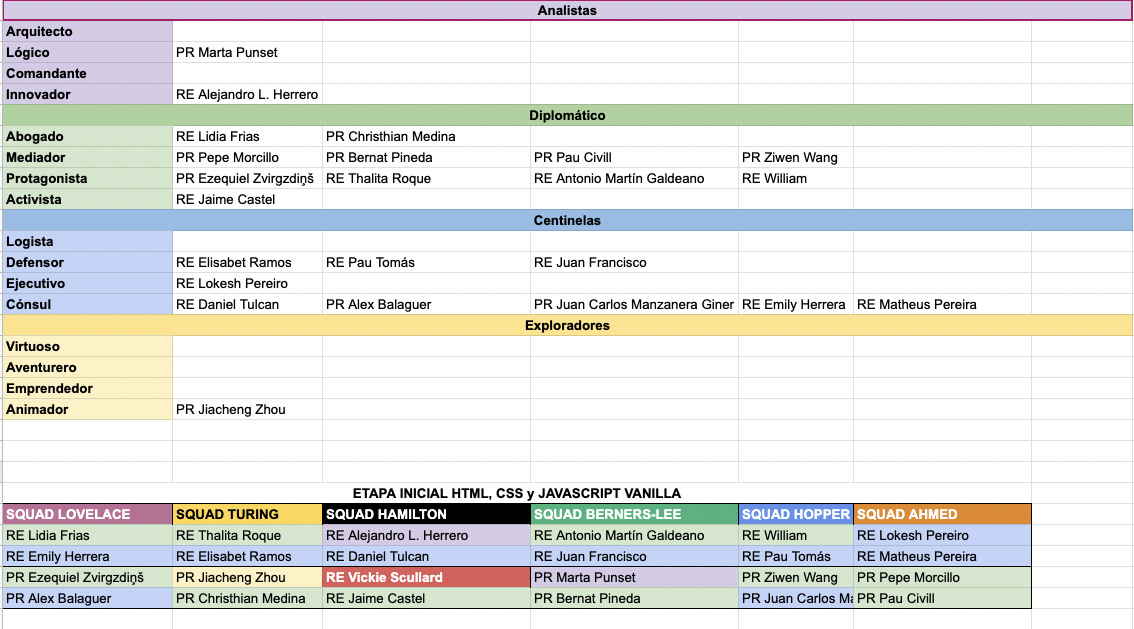 Analistas
Arquitecto
Lógico PR Marta Punset
Comandante
Innovador RE Alejandro L. Herrero
Diplomático
Abogado RE Lidia Frias PR Christhian Medina
Mediador PR Pepe Morcillo PR Bernat Pineda PR Pau Civill PR Ziwen Wang
Protagonista PR Ezequiel Zvirgzdiņš RE Thalita Roque RE Antonio Martín Galdeano RE William
Activista RE Jaime Castel
Centinelas
Logista
Defensor RE Elisabet Ramos RE Pau Tomás RE Juan Francisco
Ejecutivo RE Lokesh Pereiro
Cónsul RE Daniel Tulcan PR Alex Balaguer PR Juan Carlos Manzanera Giner RE Emily Herrera RE Matheus Pereira
Exploradores
Virtuoso
Aventurero
Emprendedor
Animador PR Jiacheng Zhou
ETAPA INICIAL HTML, CSS y JAVASCRIPT VANILLA
SQUAD LOVELACE SQUAD TURING SQUAD HAMILTON SQUAD BERNERS-LEE SQUAD HOPPER SQUAD AHMED
RE Lidia Frias RE Thalita Roque RE Alejandro L. Herrero RE Antonio Martín Galdeano RE William RE Lokesh Pereiro
RE Emily Herrera RE Elisabet Ramos RE Daniel Tulcan RE Juan Francisco RE Pau Tomás RE Matheus Pereira
PR Ezequiel Zvirgzdiņš PR Jiacheng Zhou RE Vickie Scullard PR Marta Punset PR Ziwen Wang PR Pepe Morcillo
PR Alex Balaguer PR Christhian Medina RE Jaime Castel PR Bernat Pineda PR Juan Carlos PR Pau Civill